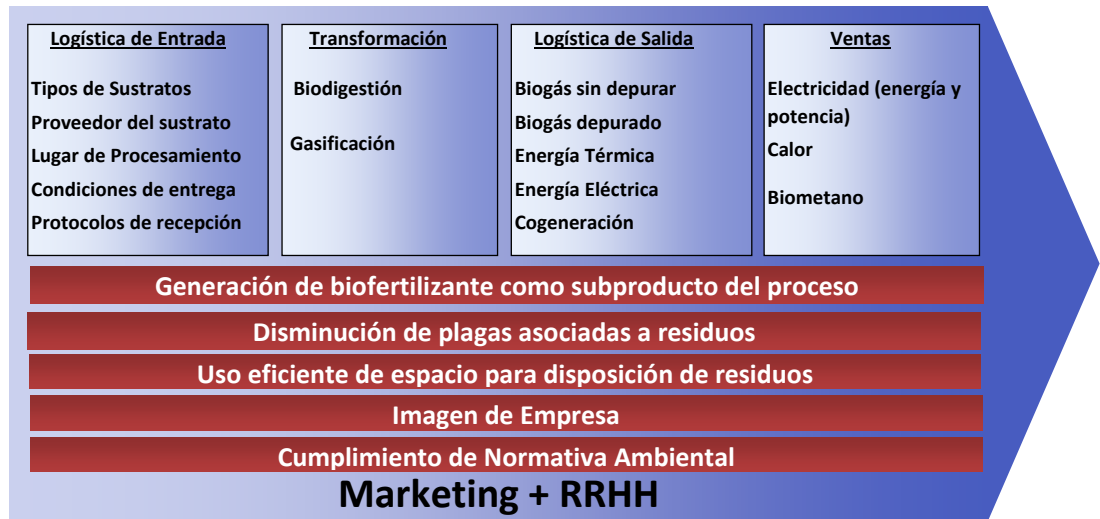 Logística de Entrada
Tipos de Sustratos
Proveedor del sustrato
Lugar de Procesamiento
Condiciones de entrega
Protocolos de recepción
Transformación
Biodigestión
Gasificación
Logística de Salida
Biogás sin depurar
Biogás depurado
Energía Térmica
Energía Eléctrica
Cogeneración
Ventas
Electricidad (energía y
potencia)
Calor
Biometano
Generación de biofertilizante como subproducto del proceso
Disminución de plagas asociadas a residuos
Uso eficiente de espacio para disposición de residuos
Imagen de Empresa
Cumplimiento de Normativa Ambiental
Marketing + RRHH